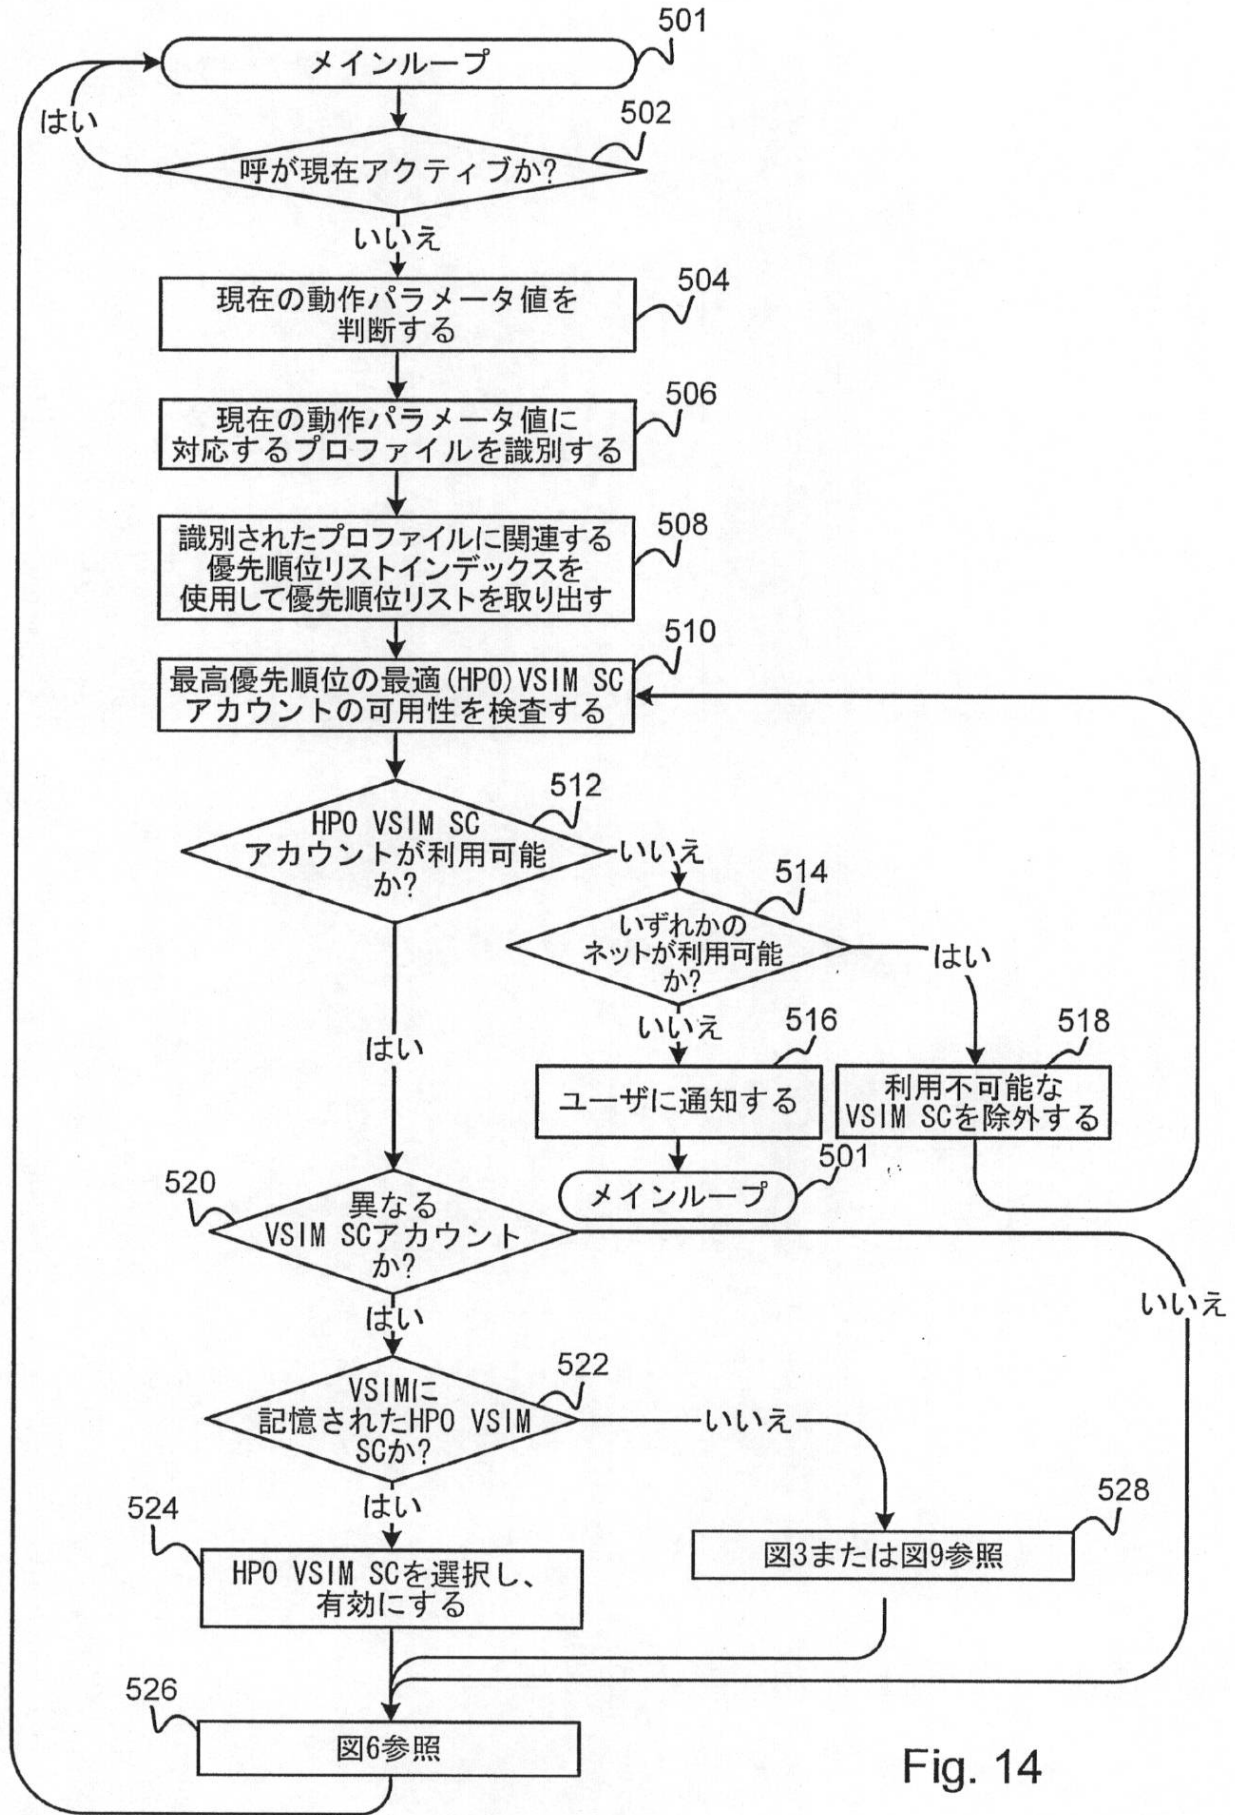 501
メインループ
はい
502
呼が現在アクティブか?
いいえ
504
現在の動作パラメータ値を
判断する
506
現在の動作パラメータ値に
対応するプロファイルを識別する
508
識別されたプロファイルに関連する
優先順位リストインデックスを
使用して優先順位リストを取り出す
510
最高優先順位の最適(HPO)VSIM SC
アカウントの可用性を検査する
512
HPO VSIM SC
アカウントが利用可能
か?
いいえ
514
いずれかの
ネットが利用可能
か?
はい
いいえ
はい
516
ユーザに通知する
518
利用不可能な
VSIM SCを除外する
501
メインループ
520
異なる
VSIM SCアカウント
か?
いいえ
はい
522
VSIMに
記憶されたHPO VSIM
SCか?
いいえ
はい
524
HPO VSIM SCを選択し、
有効にする
528
図3または図9参照
526
図6参照
Fig. 14